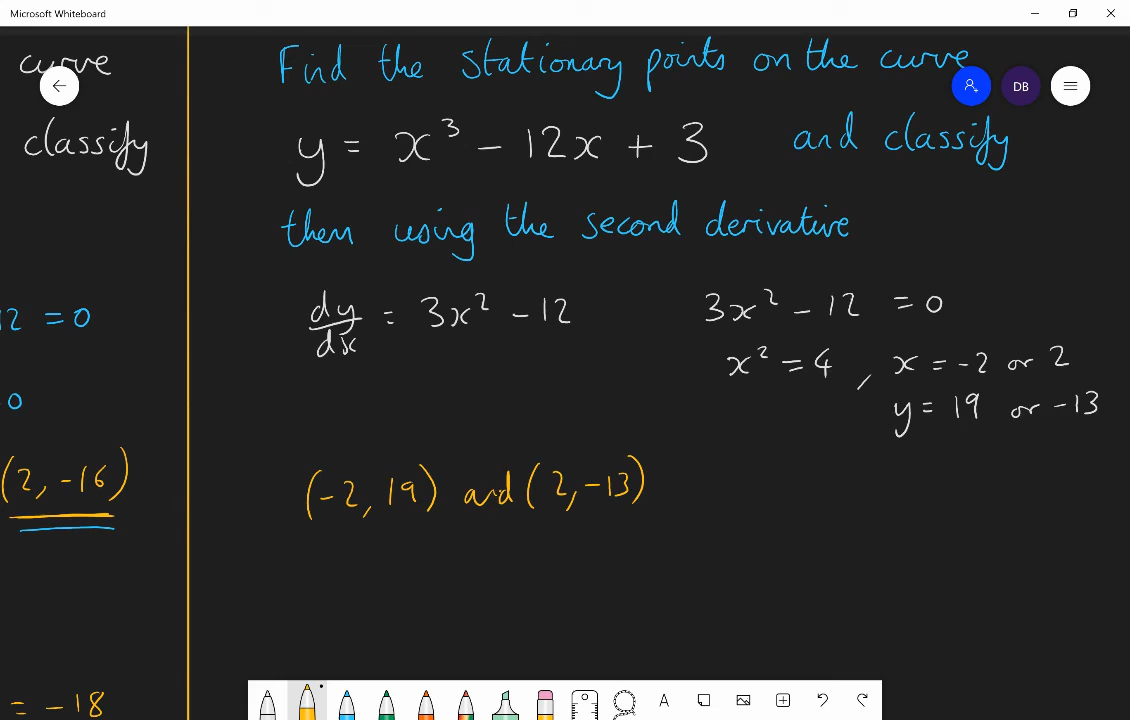 Microsoft Whiteboard
curve
classify
12 = 0
0
(2, -16)
= -18
Find the stationary points on the curve
DB
y = x³ - 12x + 3 and classify
them using the second derivative
dy/dx = 3x² - 12
3x² - 12 = 0
x² = 4, x = -2 or 2
y = 19 or -13
(-2, 19) and (2, -13)
A